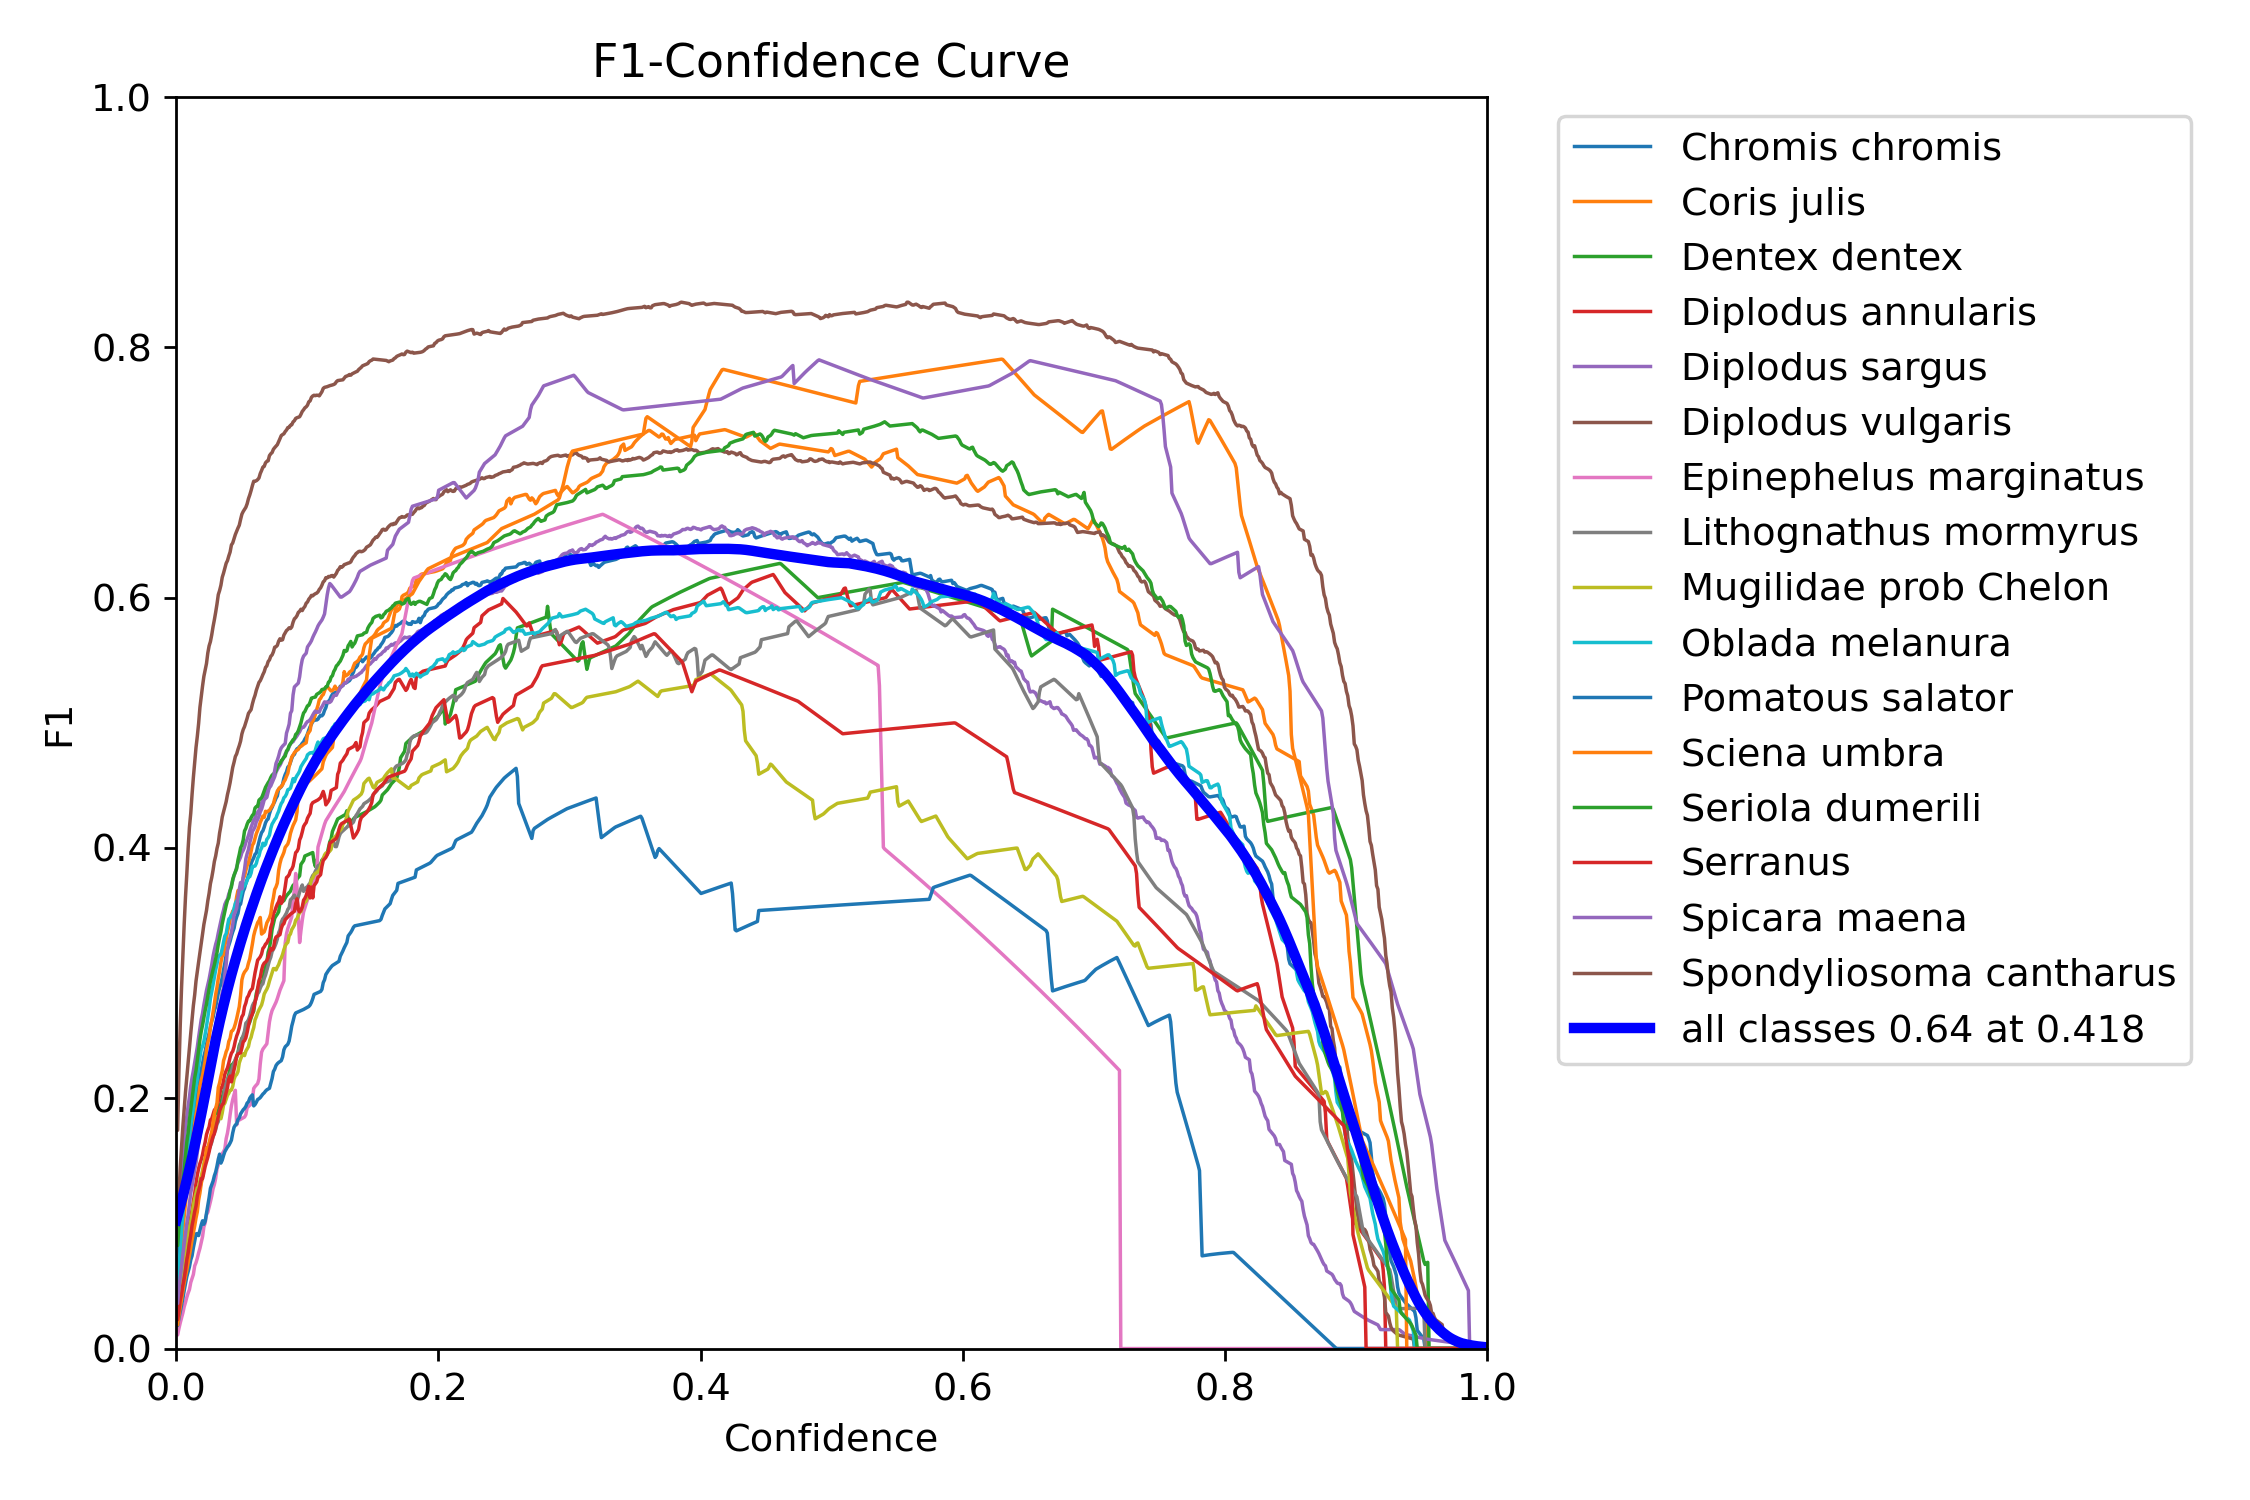 F1-Confidence Curve
1.0
0.8
0.6
0.4
0.2
0.0
F1
0.0 0.2 0.4 0.6 0.8 1.0
Confidence
Chromis chromis
Coris julis
Dentex dentex
Diplodus annularis
Diplodus sargus
Diplodus vulgaris
Epinephelus marginatus
Lithognathus mormyrus
Mugilidae prob Chelon
Oblada melanura
Pomatous salator
Sciena umbra
Seriola dumerili
Serranus
Spicara maena
Spondyliosoma cantharus
all classes 0.64 at 0.418